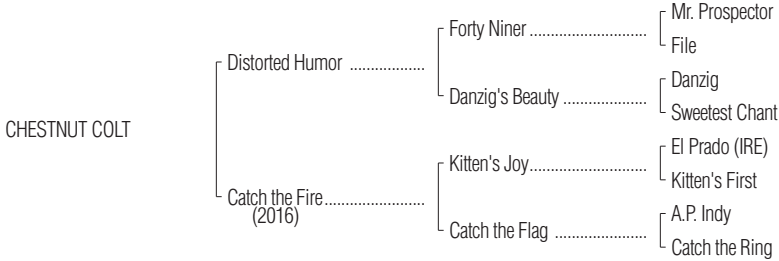 Mr. Prospector
Forty Niner ............................
File
Distorted Humor ..................
Danzig
Danzig's Beauty ....................
Sweetest Chant
CHESTNUT COLT
El Prado (IRE)
Kitten's Joy............................
Kitten's First
Catch the Fire........................
(2016)
A.P. Indy
Catch the Flag ......................
Catch the Ring